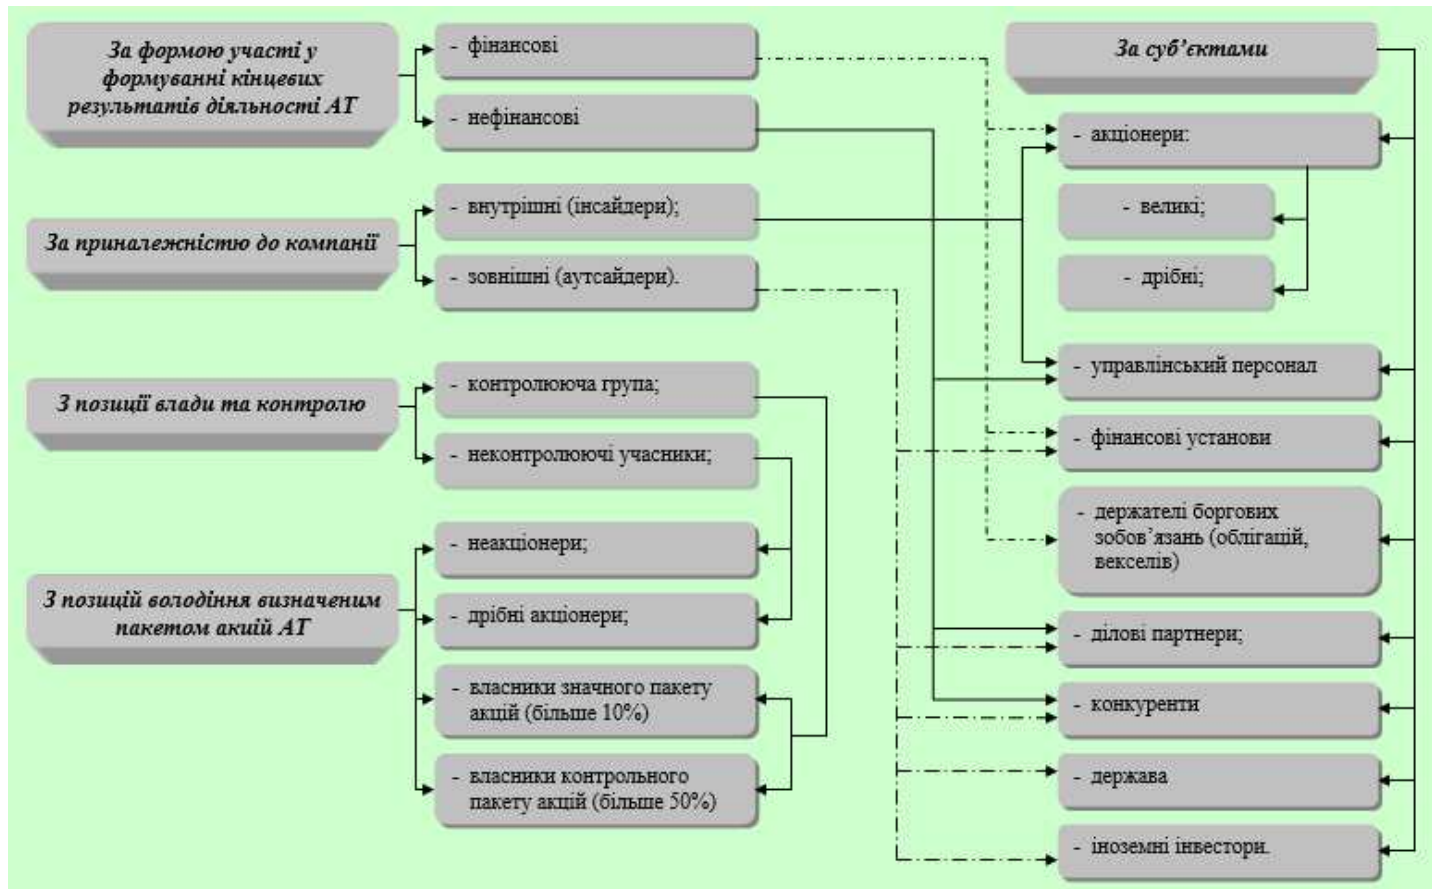 За формою участі у
формуванні кінцевих
результатів діяльності АТ
- фінансові
- нефінансові
За приналежністю до компанії
- внутрішні (інсайдери);
- зовнішні (аутсайдери).
З позиції влади та контролю
- контролююча група;
- неконтролюючі учасники;
З позицій володіння визначеним
пакетом акцій АТ
- неакціонери;
- дрібні акціонери;
- власники значного пакету
акцій (більше 10%)
- власники контрольного
пакету акцій (більше 50%)
За суб’єктами
- акціонери:
- великі;
- дрібні;
- управлінський персонал
- фінансові установи
- держателі боргових
зобов’язань (облігацій,
векселів)
- ділові партнери;
- конкуренти
- держава
- іноземні інвестори.